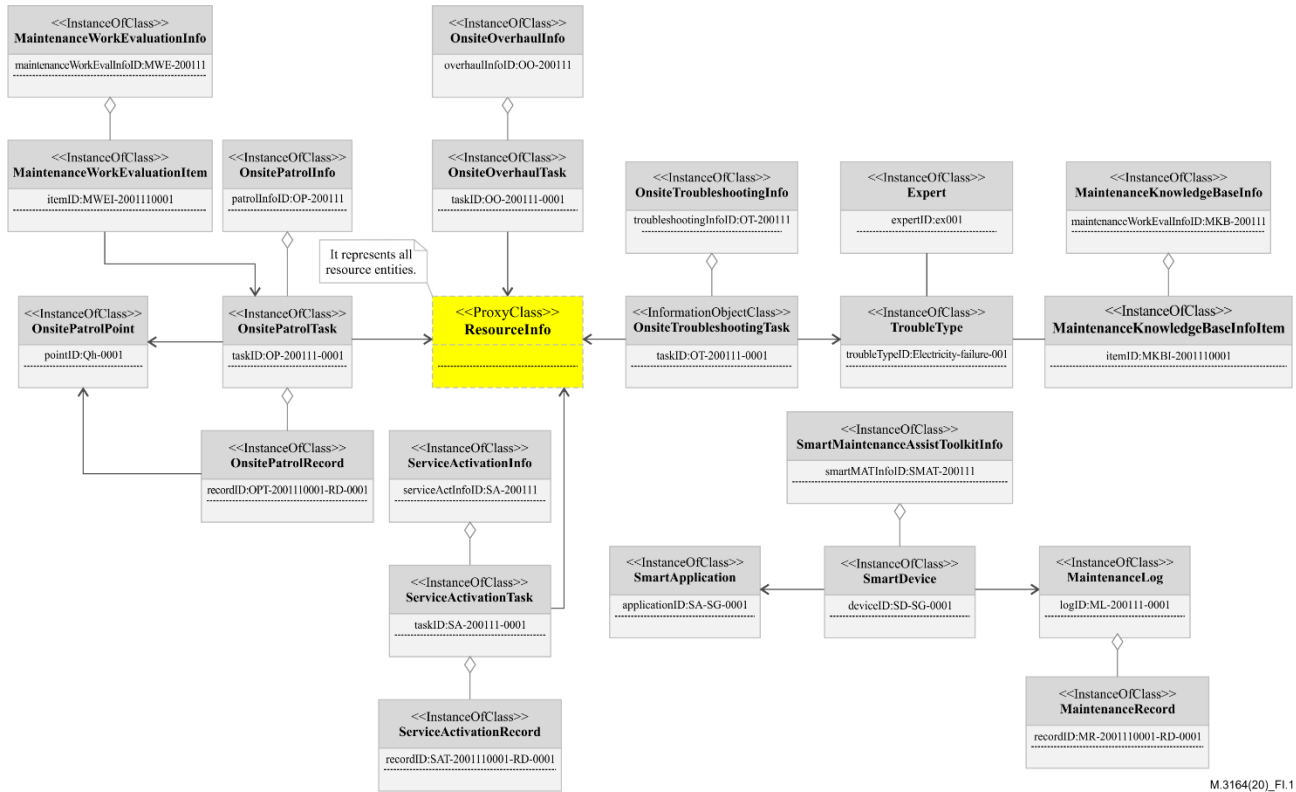 <<InstanceOfClass>>
MaintenanceWorkEvaluationInfo
maintenanceWorkEvalInfoID:MWE-200111
<<InstanceOfClass>>
OnsiteOverhaulInfo
overhaulInfoID:OO-200111
<<InstanceOfClass>>
MaintenanceWorkEvaluationItem
itemID:MWEI-2001110001
<<InstanceOfClass>>
OnsitePatrolInfo
patrolInfoID:OP-200111
<<InstanceOfClass>>
OnsiteOverhaulTask
taskID:OO-200111-0001
<<InstanceOfClass>>
OnsiteTroubleshootingInfo
troubleshootingInfoID:OT-200111
<<InstanceOfClass>>
Expert
expertID:ex001
<<InstanceOfClass>>
MaintenanceKnowledgeBaseInfo
maintenanceWorkEvalInfoID:MKB-200111
It represents all
resource entities.
<<InstanceOfClass>>
OnsitePatrolPoint
pointID:Qh-0001
<<InstanceOfClass>>
OnsitePatrolTask
taskID:OP-200111-0001
<<ProxyClass>>
ResourceInfo
<<InformationObjectClass>>
OnsiteTroubleshootingTask
taskID:OT-200111-0001
<<InstanceOfClass>>
TroubleType
troubleTypeID:Electricity-failure-001
<<InstanceOfClass>>
MaintenanceKnowledgeBaseInfoItem
itemID:MKBI-2001110001
<<InstanceOfClass>>
OnsitePatrolRecord
recordID:OPT-2001110001-RD-0001
<<InstanceOfClass>>
ServiceActivationInfo
serviceActInfoID:SA-200111
<<InstanceOfClass>>
SmartMaintenanceAssistToolkitInfo
smartMATInfoID:SMAT-200111
<<InstanceOfClass>>
ServiceActivationTask
taskID:SA-200111-0001
<<InstanceOfClass>>
SmartApplication
applicationID:SA-SG-0001
<<InstanceOfClass>>
SmartDevice
deviceID:SD-SG-0001
<<InstanceOfClass>>
MaintenanceLog
logID:ML-200111-0001
<<InstanceOfClass>>
ServiceActivationRecord
recordID:SAT-2001110001-RD-0001
<<InstanceOfClass>>
MaintenanceRecord
recordID:MR-2001110001-RD-0001
M.3164(20)_FI.1